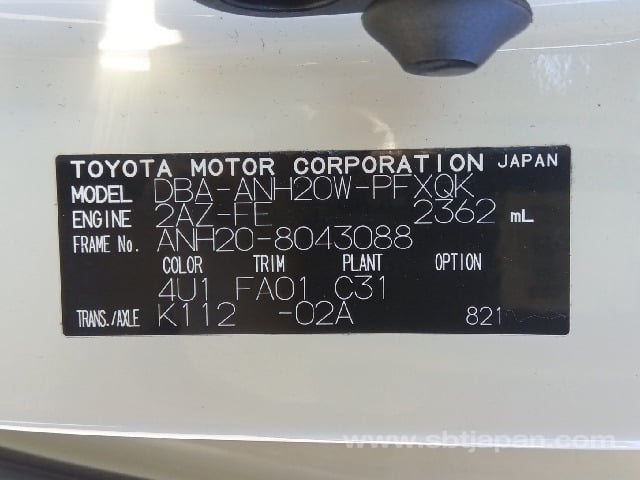 TOYOTA MOTOR CORPORATION JAPAN
MODEL DBA-ANH20W-PFXQK
ENGINE 2AZ-FE 2362 mL
FRAME No. ANH20-8043088
COLOR TRIM PLANT OPTION
4U1 FA01 C31
TRANS./AXLE K112 -02A 821
www.sbtjapan.com